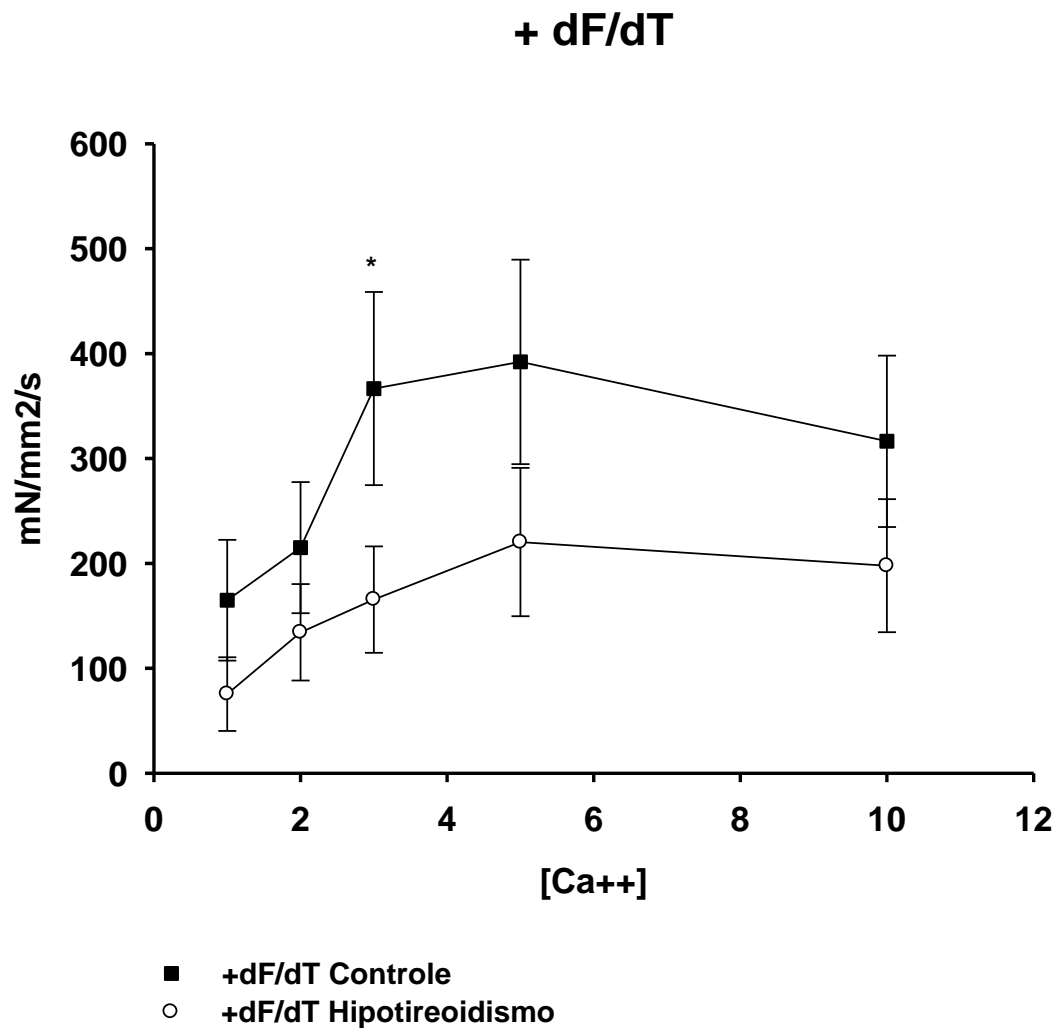 + dF/dT
600
500
*
400
300
200
100
0
mN/mm2/s
0 2 4 6 8 10 12
[Ca++]
+dF/dT Controle
+dF/dT Hipotireoidismo